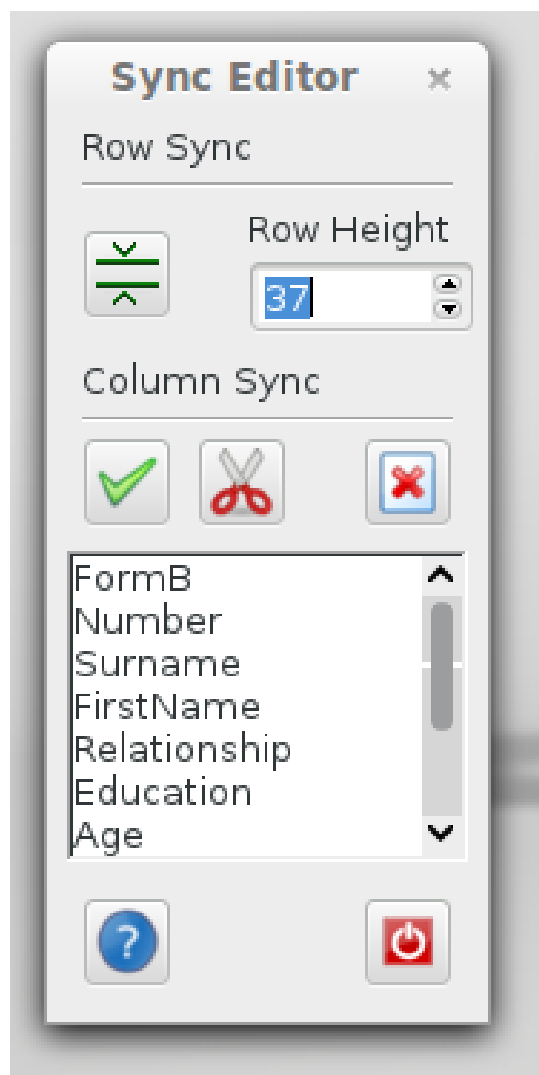 Sync Editor
Row Sync
Row Height
37
Column Sync
FormB
Number
Surname
FirstName
Relationship
Education
Age
?